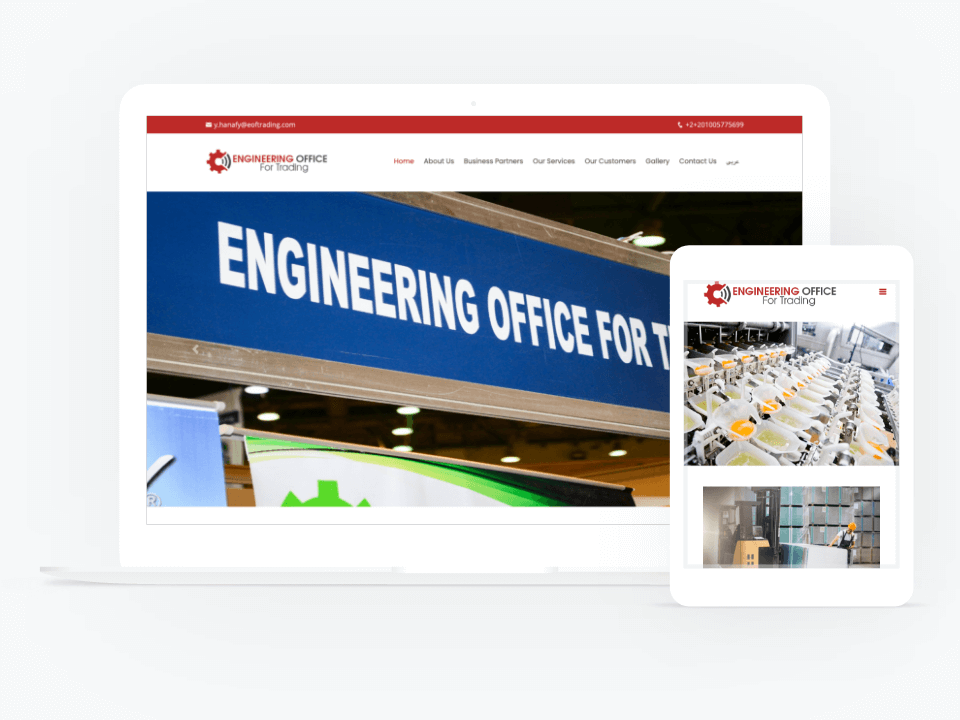 y.hanafy@eoftrading.com
+2+201005775699
ENGINEERING OFFICE
For Trading
Home About Us Business Partners Our Services Our Customers Gallery Contact Us عربي
ENGINEERING OFFICE FOR T
ENGINEERING OFFICE
For Trading